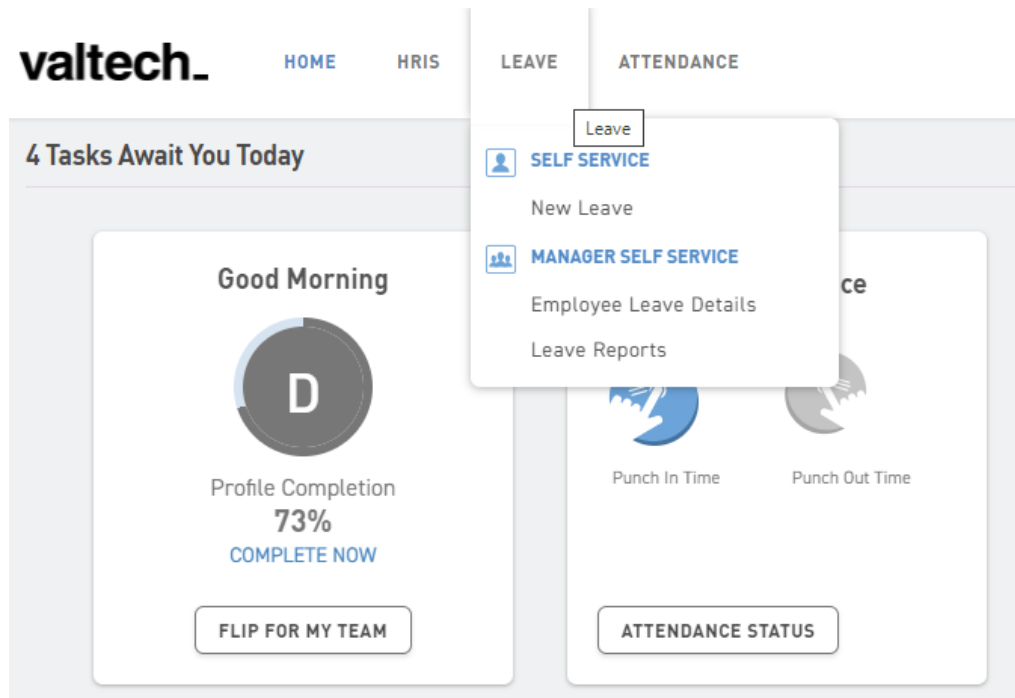 valtech_
HOME HRIS LEAVE ATTENDANCE
Leave
4 Tasks Await You Today
SELF SERVICE
New Leave
MANAGER SELF SERVICE
Employee Leave Details
Leave Reports
Good Morning
D
Profile Completion
73%
COMPLETE NOW
FLIP FOR MY TEAM
ce
Punch In Time Punch Out Time
ATTENDANCE STATUS